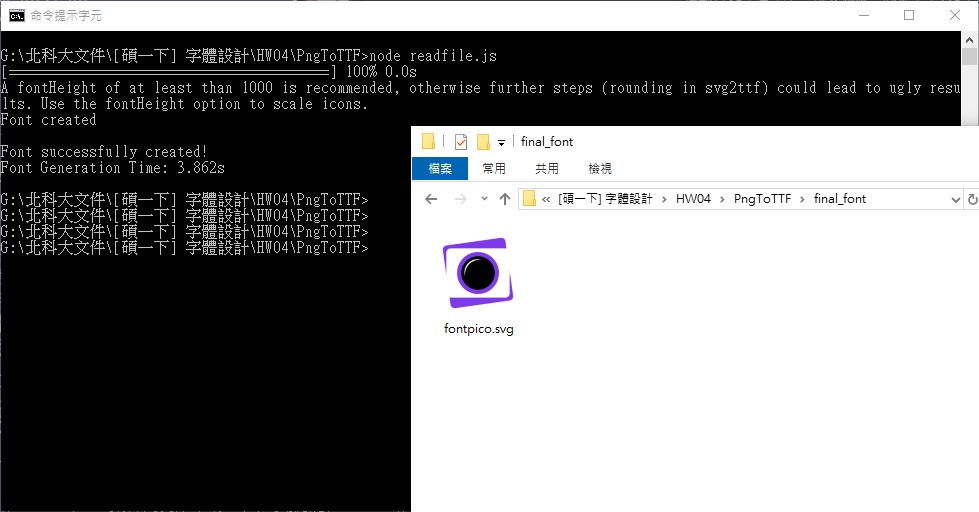 命令提示字元
G:\北科大文件\[碩一下] 字體設計\HW04\PngToTTF>node readfile.js
[========================================] 100% 0.0s
A fontHeight of at least than 1000 is recommended, otherwise further steps (rounding in svg2ttf) could lead to ugly resu
lts. Use the fontHeight option to scale icons.
Font created
Font successfully created!
Font Generation Time: 3.862s
G:\北科大文件\[碩一下] 字體設計\HW04\PngToTTF>
G:\北科大文件\[碩一下] 字體設計\HW04\PngToTTF>
G:\北科大文件\[碩一下] 字體設計\HW04\PngToTTF>
G:\北科大文件\[碩一下] 字體設計\HW04\PngToTTF>
final_font
檔案 常用 共用 檢視
« [碩一下] 字體設計 > HW04 > PngToTTF > final_font
fontpico.svg